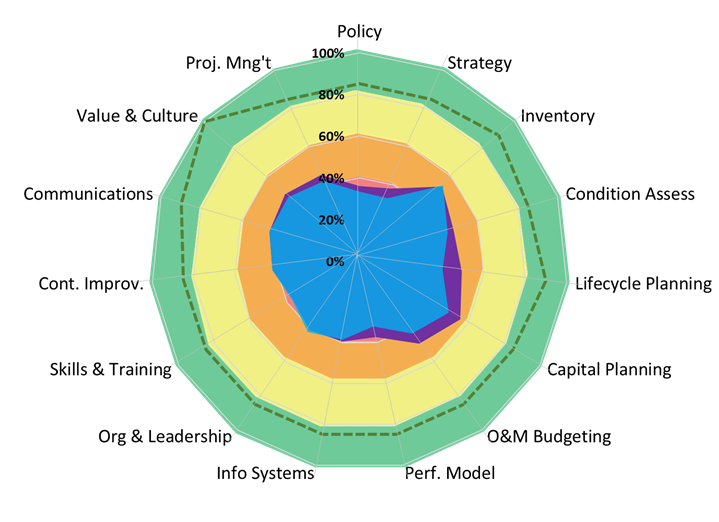 Policy
100%
Proj. Mng't
Strategy
80%
Value & Culture
Inventory
60%
40%
Communications
Condition Assess
20%
0%
Cont. Improv.
Lifecycle Planning
Skills & Training
Capital Planning
Org & Leadership
O&M Budgeting
Info Systems
Perf. Model